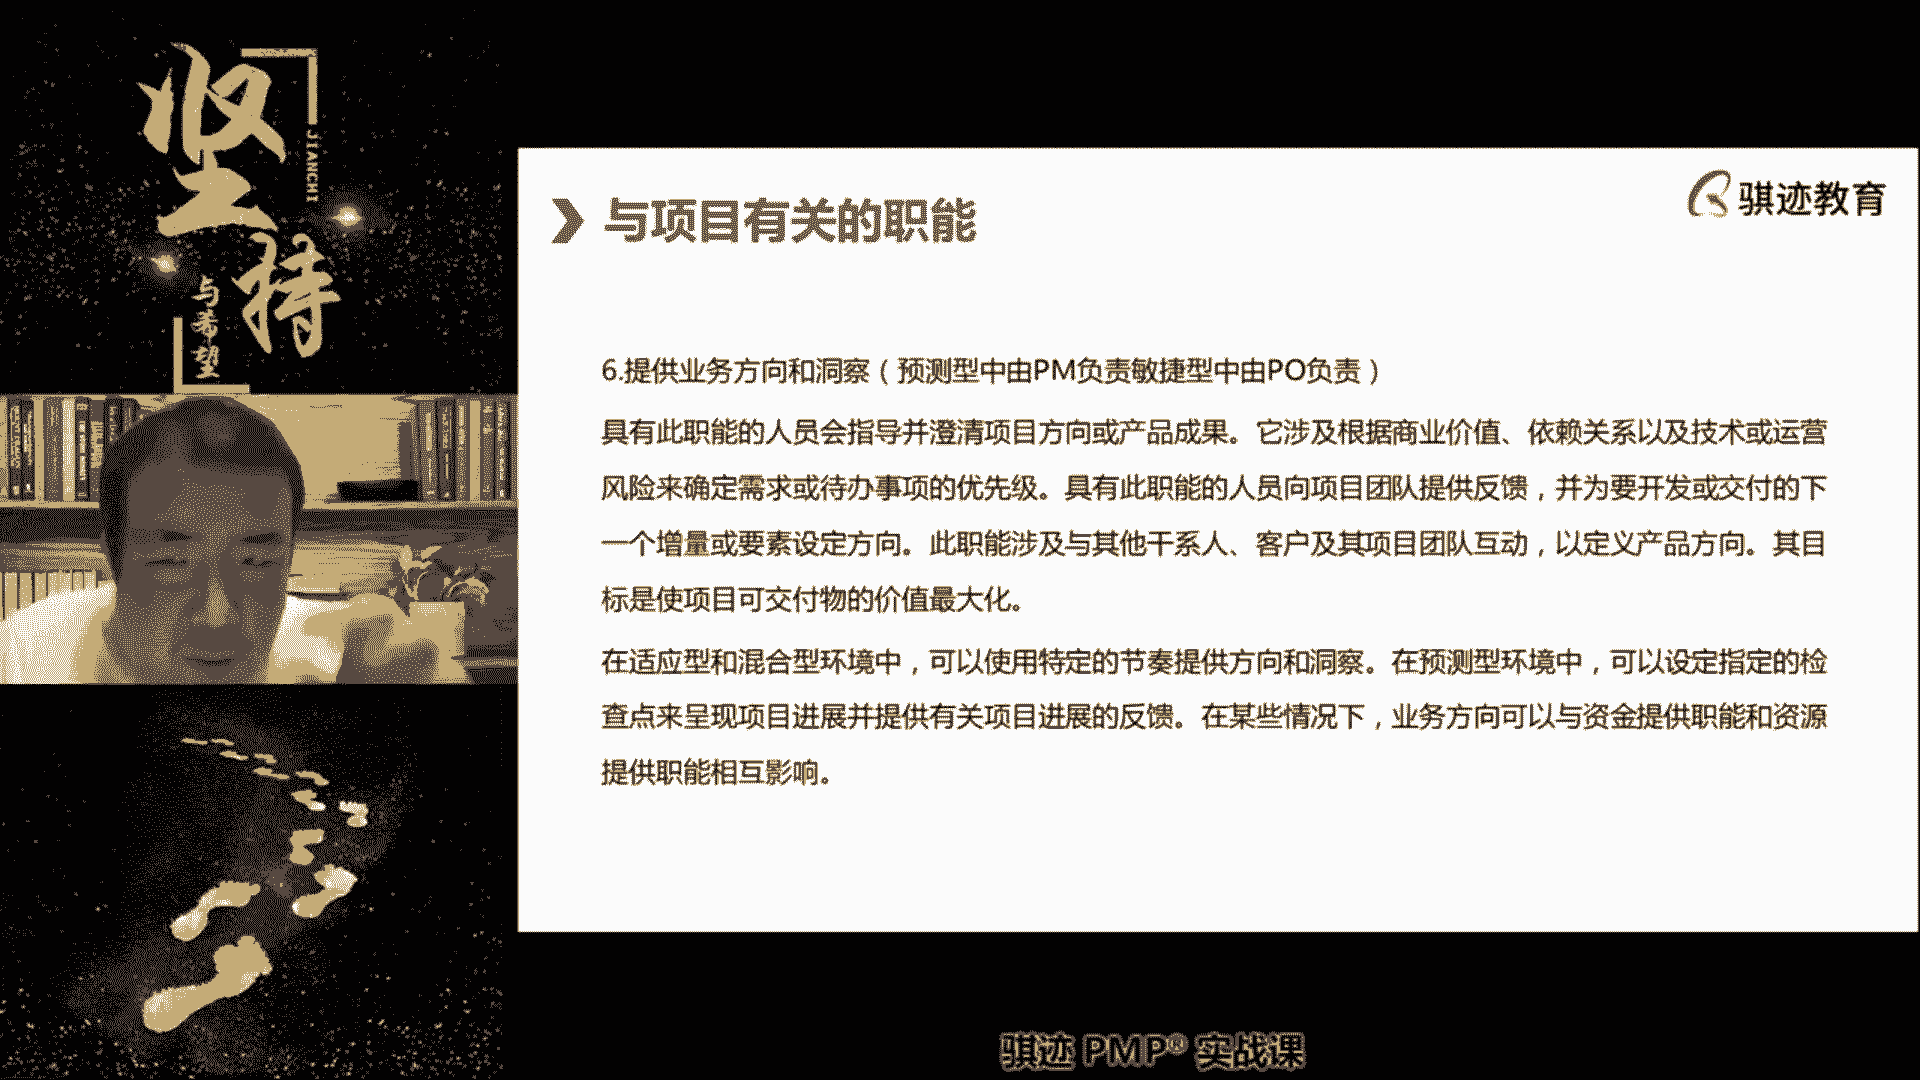 坚持
JIANCHI
与希望
骐迹教育
与项目有关的职能
6.提供业务方向和洞察（预测型中由PM负责敏捷型中由PO负责）
具有此职能的人员会指导并澄清项目方向或产品成果。它涉及根据商业价值、依赖关系以及技术或运营
风险来确定需求或待办事项的优先级。具有此职能的人员向项目团队提供反馈，并为要开发或交付的下
一个增量或要素设定方向。此职能涉及与其他干系人、客户及其项目团队互动，以定义产品方向。其目
标是使项目可交付物的价值最大化。
在适应型和混合型环境中，可以使用特定的节奏提供方向和洞察。在预测型环境中，可以设定指定的检
查点来呈现项目进展并提供有关项目进展的反馈。在某些情况下，业务方向可以与资金提供职能和资源
提供职能相互影响。
骐迹 PMP® 实战课